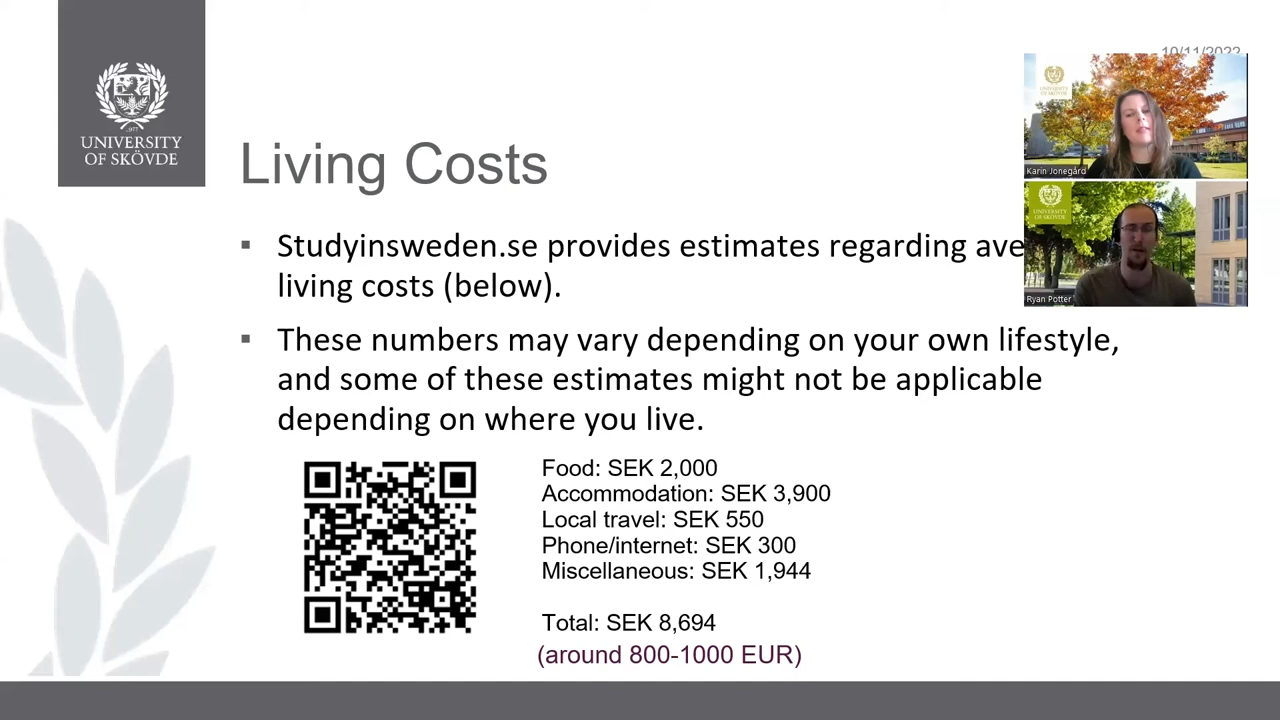 10/11/2022
UNIVERSITY
OF SKÖVDE
Living Costs
Karin Jonegård
▪ Studyinsweden.se provides estimates regarding ave
living costs (below).
Ryan Potter
▪ These numbers may vary depending on your own lifestyle,
and some of these estimates might not be applicable
depending on where you live.
Food: SEK 2,000
Accommodation: SEK 3,900
Local travel: SEK 550
Phone/internet: SEK 300
Miscellaneous: SEK 1,944
Total: SEK 8,694
(around 800-1000 EUR)